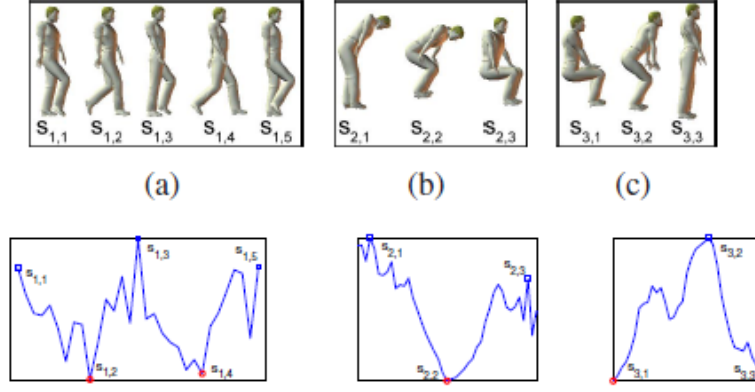 S1,1 S1,2 S1,3 S1,4 S1,5 S2,1 S2,2 S2,3 S3,1 S3,2 S3,3
(a) (b) (c)
s1,1 s1,2 s1,3 s1,4 s1,5 s2,1 s2,2 s2,3 s3,1 s3,2 s3,3